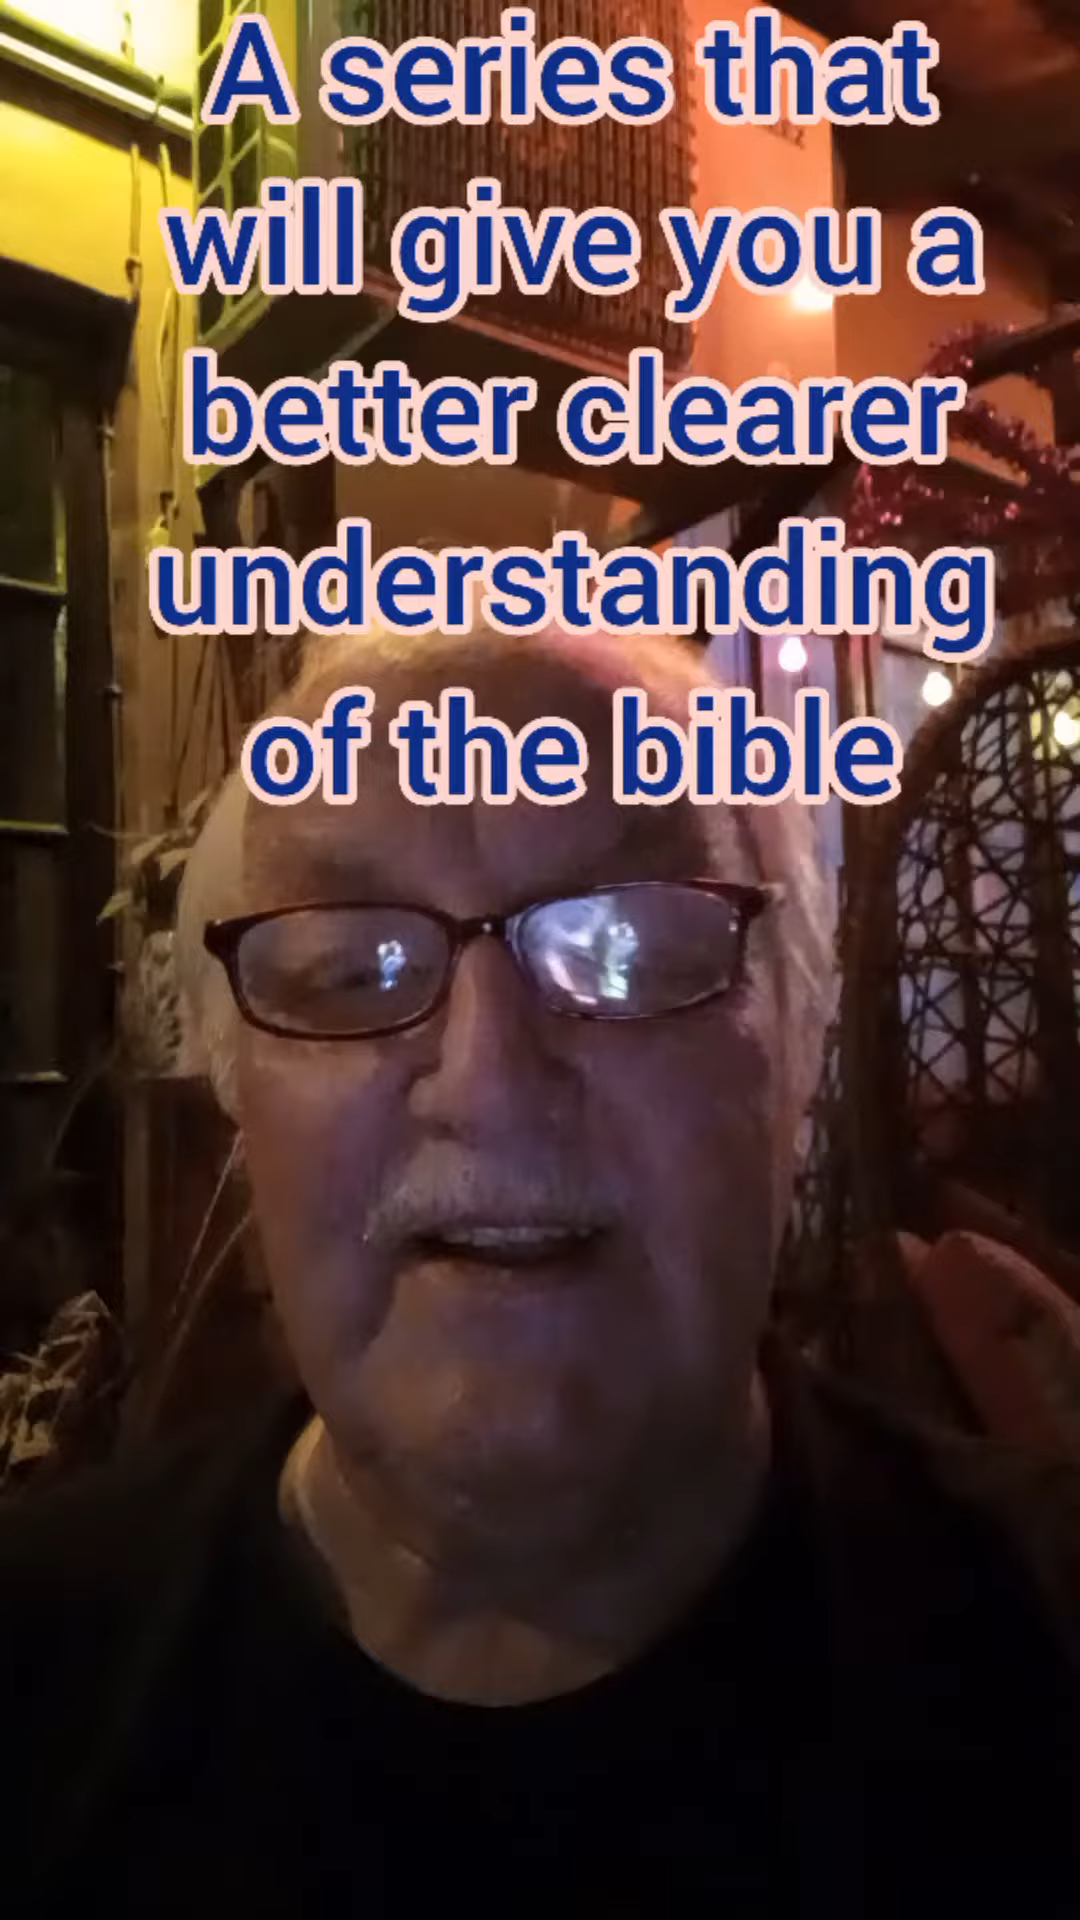 A series that
will give you a
better clearer
understanding
of the bible